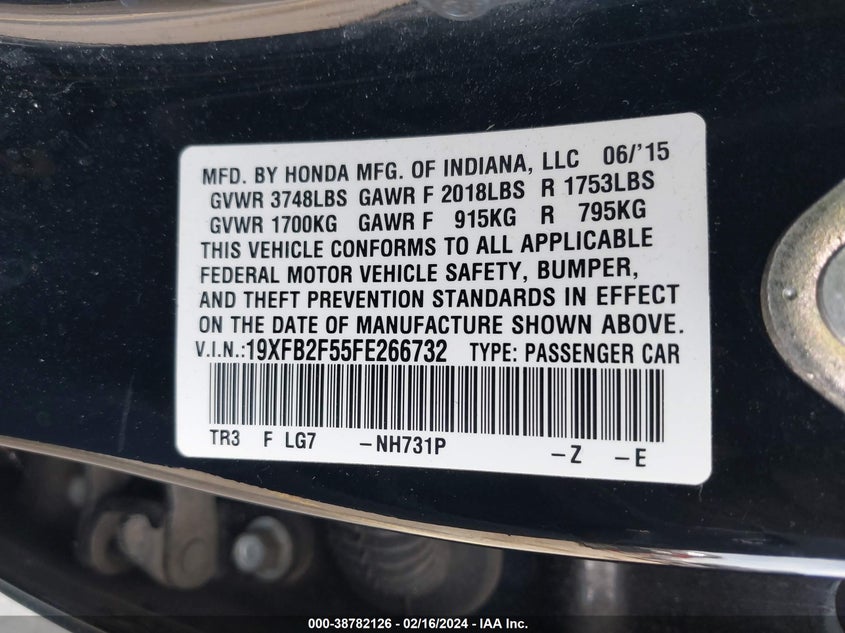 MFD. BY HONDA MFG. OF INDIANA, LLC 06/'15
GVWR 3748LBS GAWR F 2018LBS R 1753LBS
GVWR 1700KG GAWR F 915KG R 795KG
THIS VEHICLE CONFORMS TO ALL APPLICABLE
FEDERAL MOTOR VEHICLE SAFETY, BUMPER,
AND THEFT PREVENTION STANDARDS IN EFFECT
ON THE DATE OF MANUFACTURE SHOWN ABOVE.
V.I.N.:19XFB2F55FE266732 TYPE: PASSENGER CAR
TR3 F LG7 -NH731P -Z -E
000-38782126 - 02/16/2024 - IAA Inc.